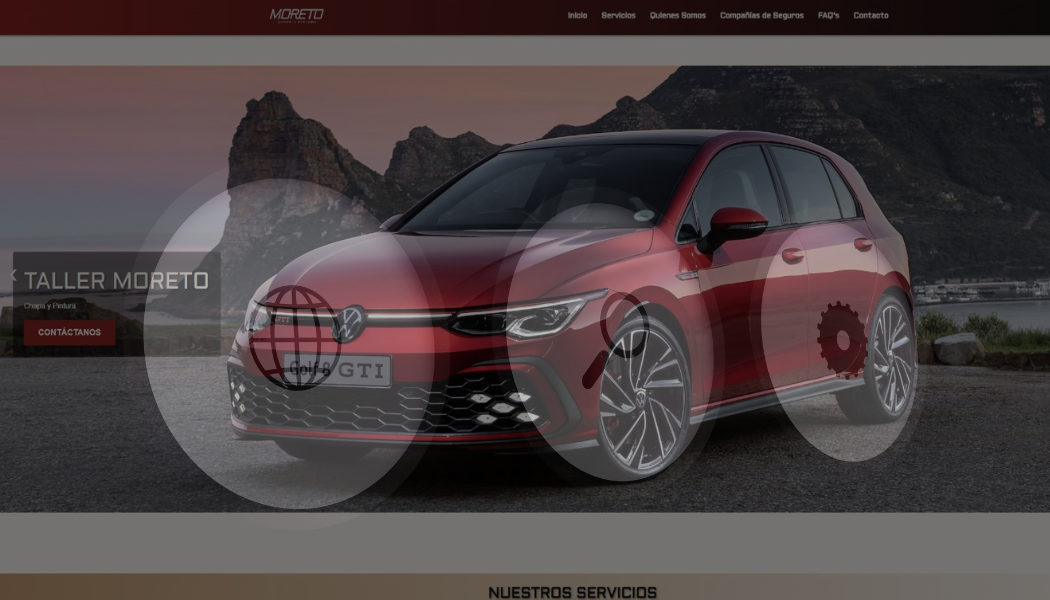 MORETO
Inicio Servicios Quienes Somos Compañías de Seguros FAQ's Contacto
TALLER MORETO
Chapa y Pintura
CONTÁCTANOS
Golf 8 GTI
NUESTROS SERVICIOS